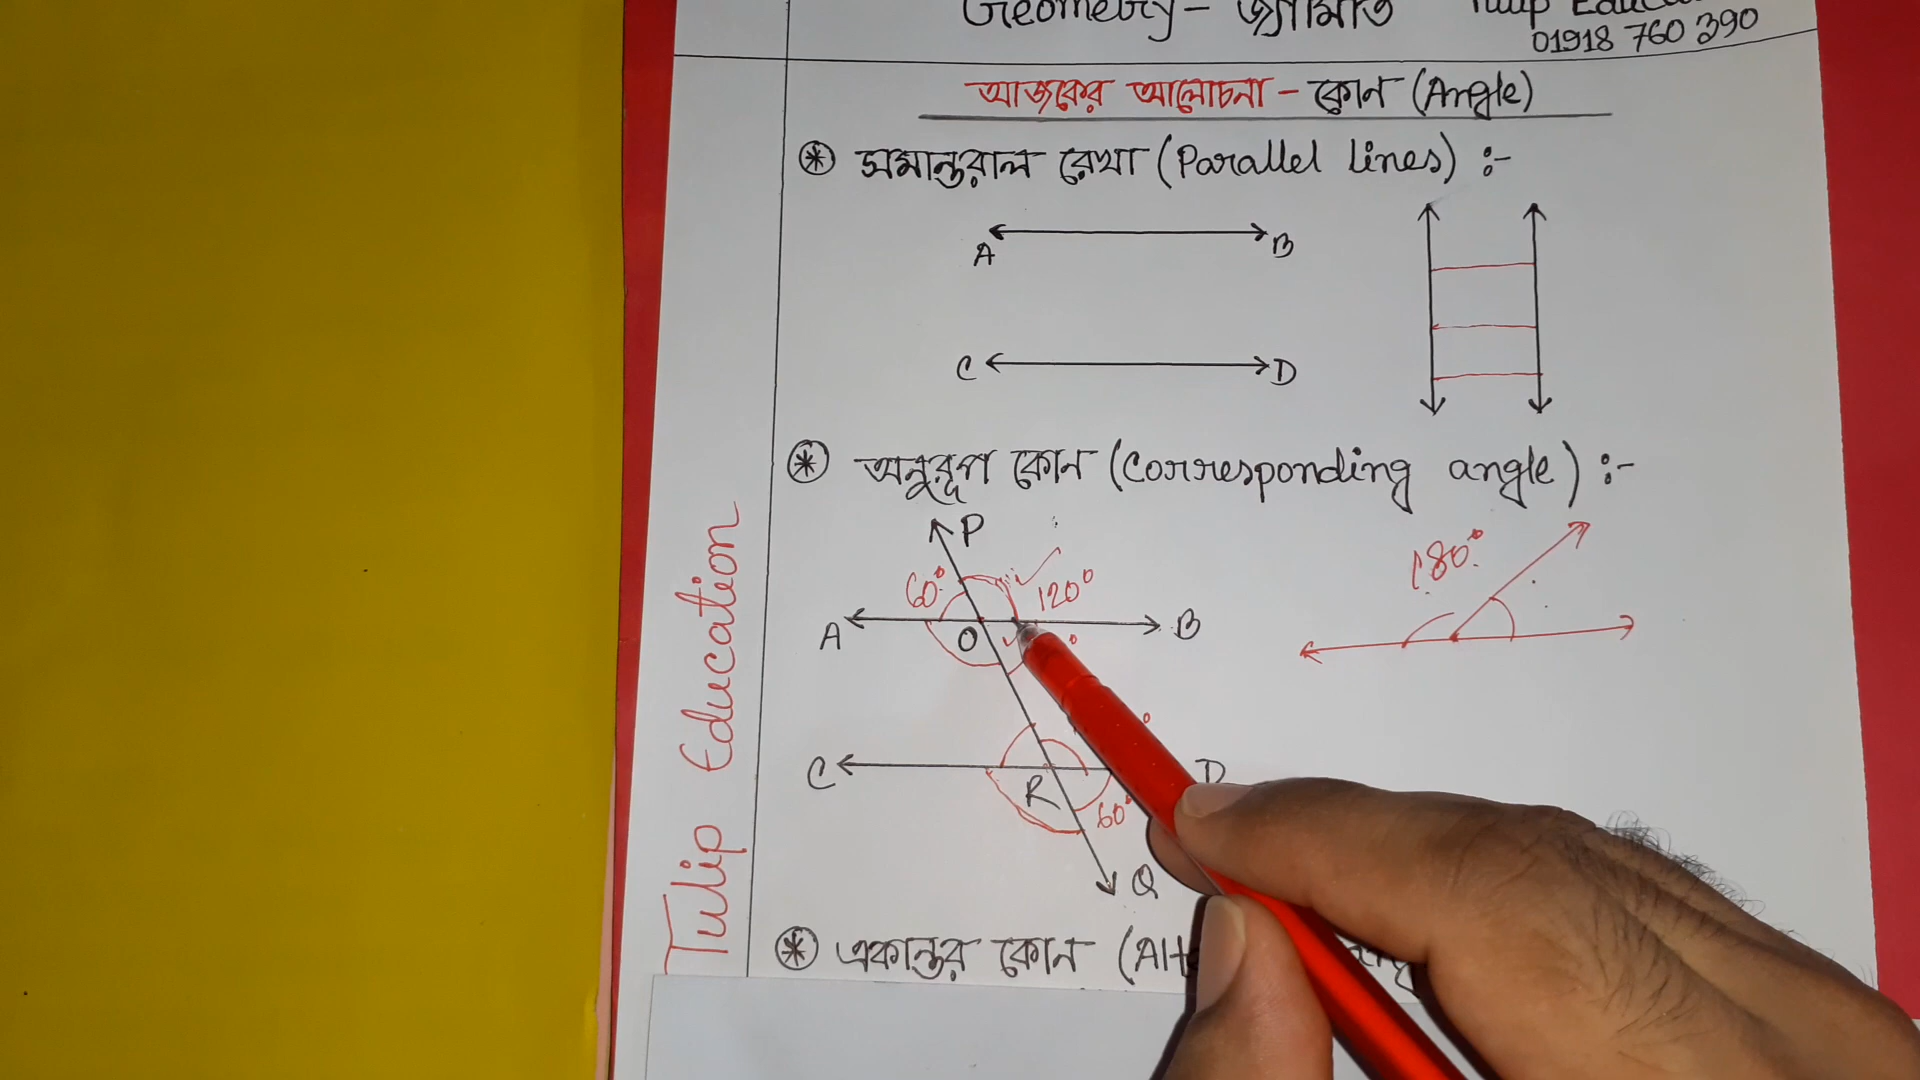 Geometry - জ্যামিতি
Tulip
01918 760 390
আজকের আলোচনা - কোন (Angle)
সমান্তরাল রেখা (Parallel lines) :-
A B
C D
অনুরূপ কোন (Corresponding angle) :-
P
60° 120°
A O B
C R D
60°
Q
180°
একান্তর কোন (Alt
Tulip Education